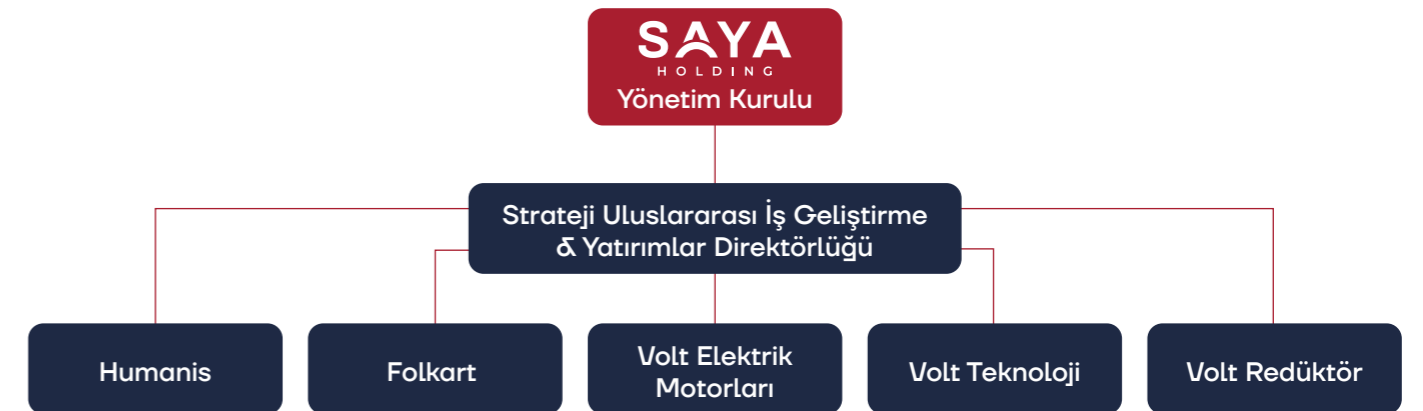 SAYA
HOLDING
Yönetim Kurulu
Strateji Uluslararası İş Geliştirme
& Yatırımlar Direktörlüğü
Humanis
Folkart
Volt Elektrik
Motorları
Volt Teknoloji
Volt Redüktör